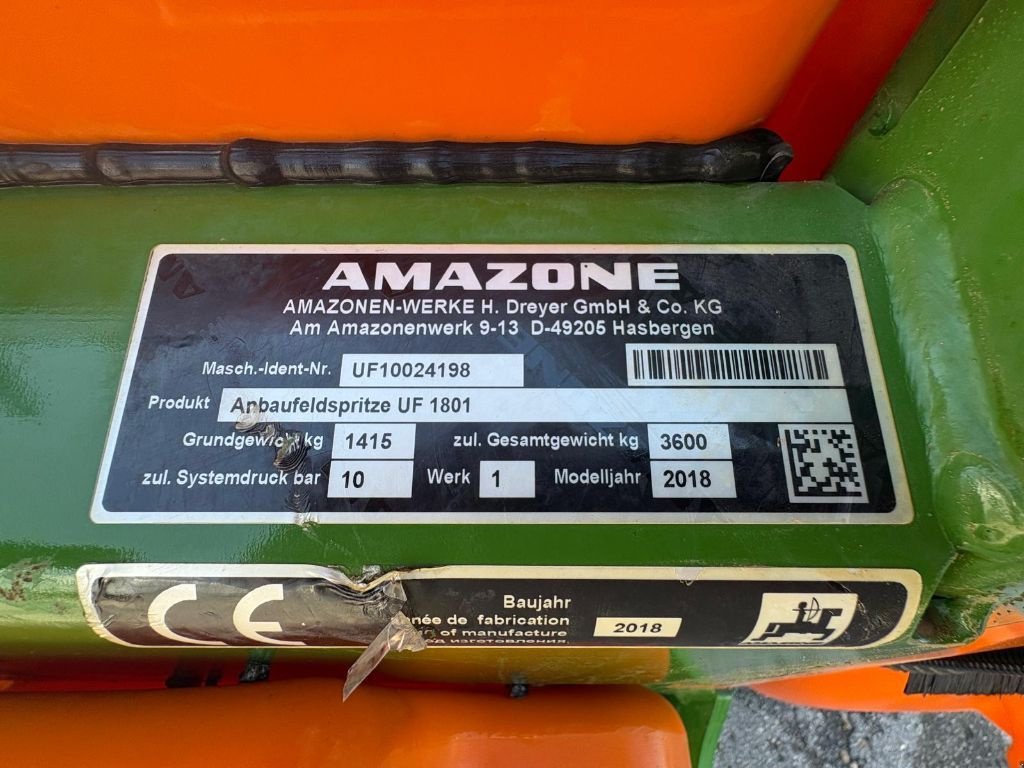 AMAZONE
AMAZONEN-WERKE H. Dreyer GmbH & Co. KG
Am Amazonenwerk 9-13 D-49205 Hasbergen
Masch.-Ident-Nr. UF10024198
Produkt Anbaufeldspritze UF 1801
Grundgewicht kg 1415 zul. Gesamtgewicht kg 3600
zul. Systemdruck bar 10 Werk 1 Modelljahr 2018
CE
Baujahr
née de fabrication
of manufacture 2018
изготовления